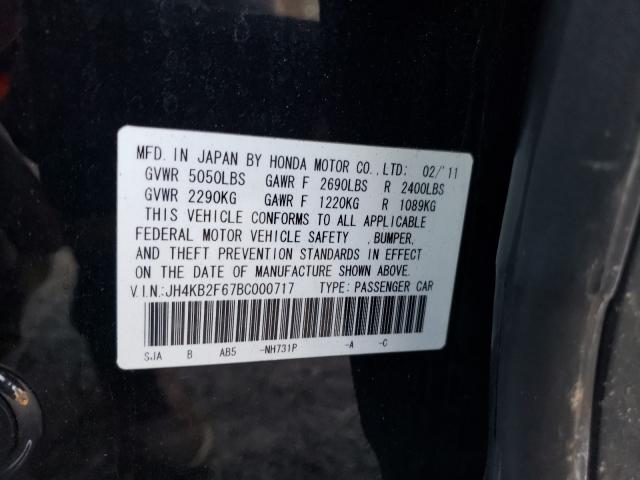 MFD. IN JAPAN BY HONDA MOTOR CO., LTD: 02/'11
GVWR 5050LBS GAWR F 2690LBS R 2400LBS
GVWR 2290KG GAWR F 1220KG R 1089KG
THIS VEHICLE CONFORMS TO ALL APPLICABLE
FEDERAL MOTOR VEHICLE SAFETY ,BUMPER,
AND THEFT PREVENTION STANDARDS IN EFFECT
ON THE DATE OF MANUFACTURE SHOWN ABOVE.
V.I.N.:JH4KB2F67BC000717 TYPE: PASSENGER CAR
SJA B AB5 -NH731P -A -C